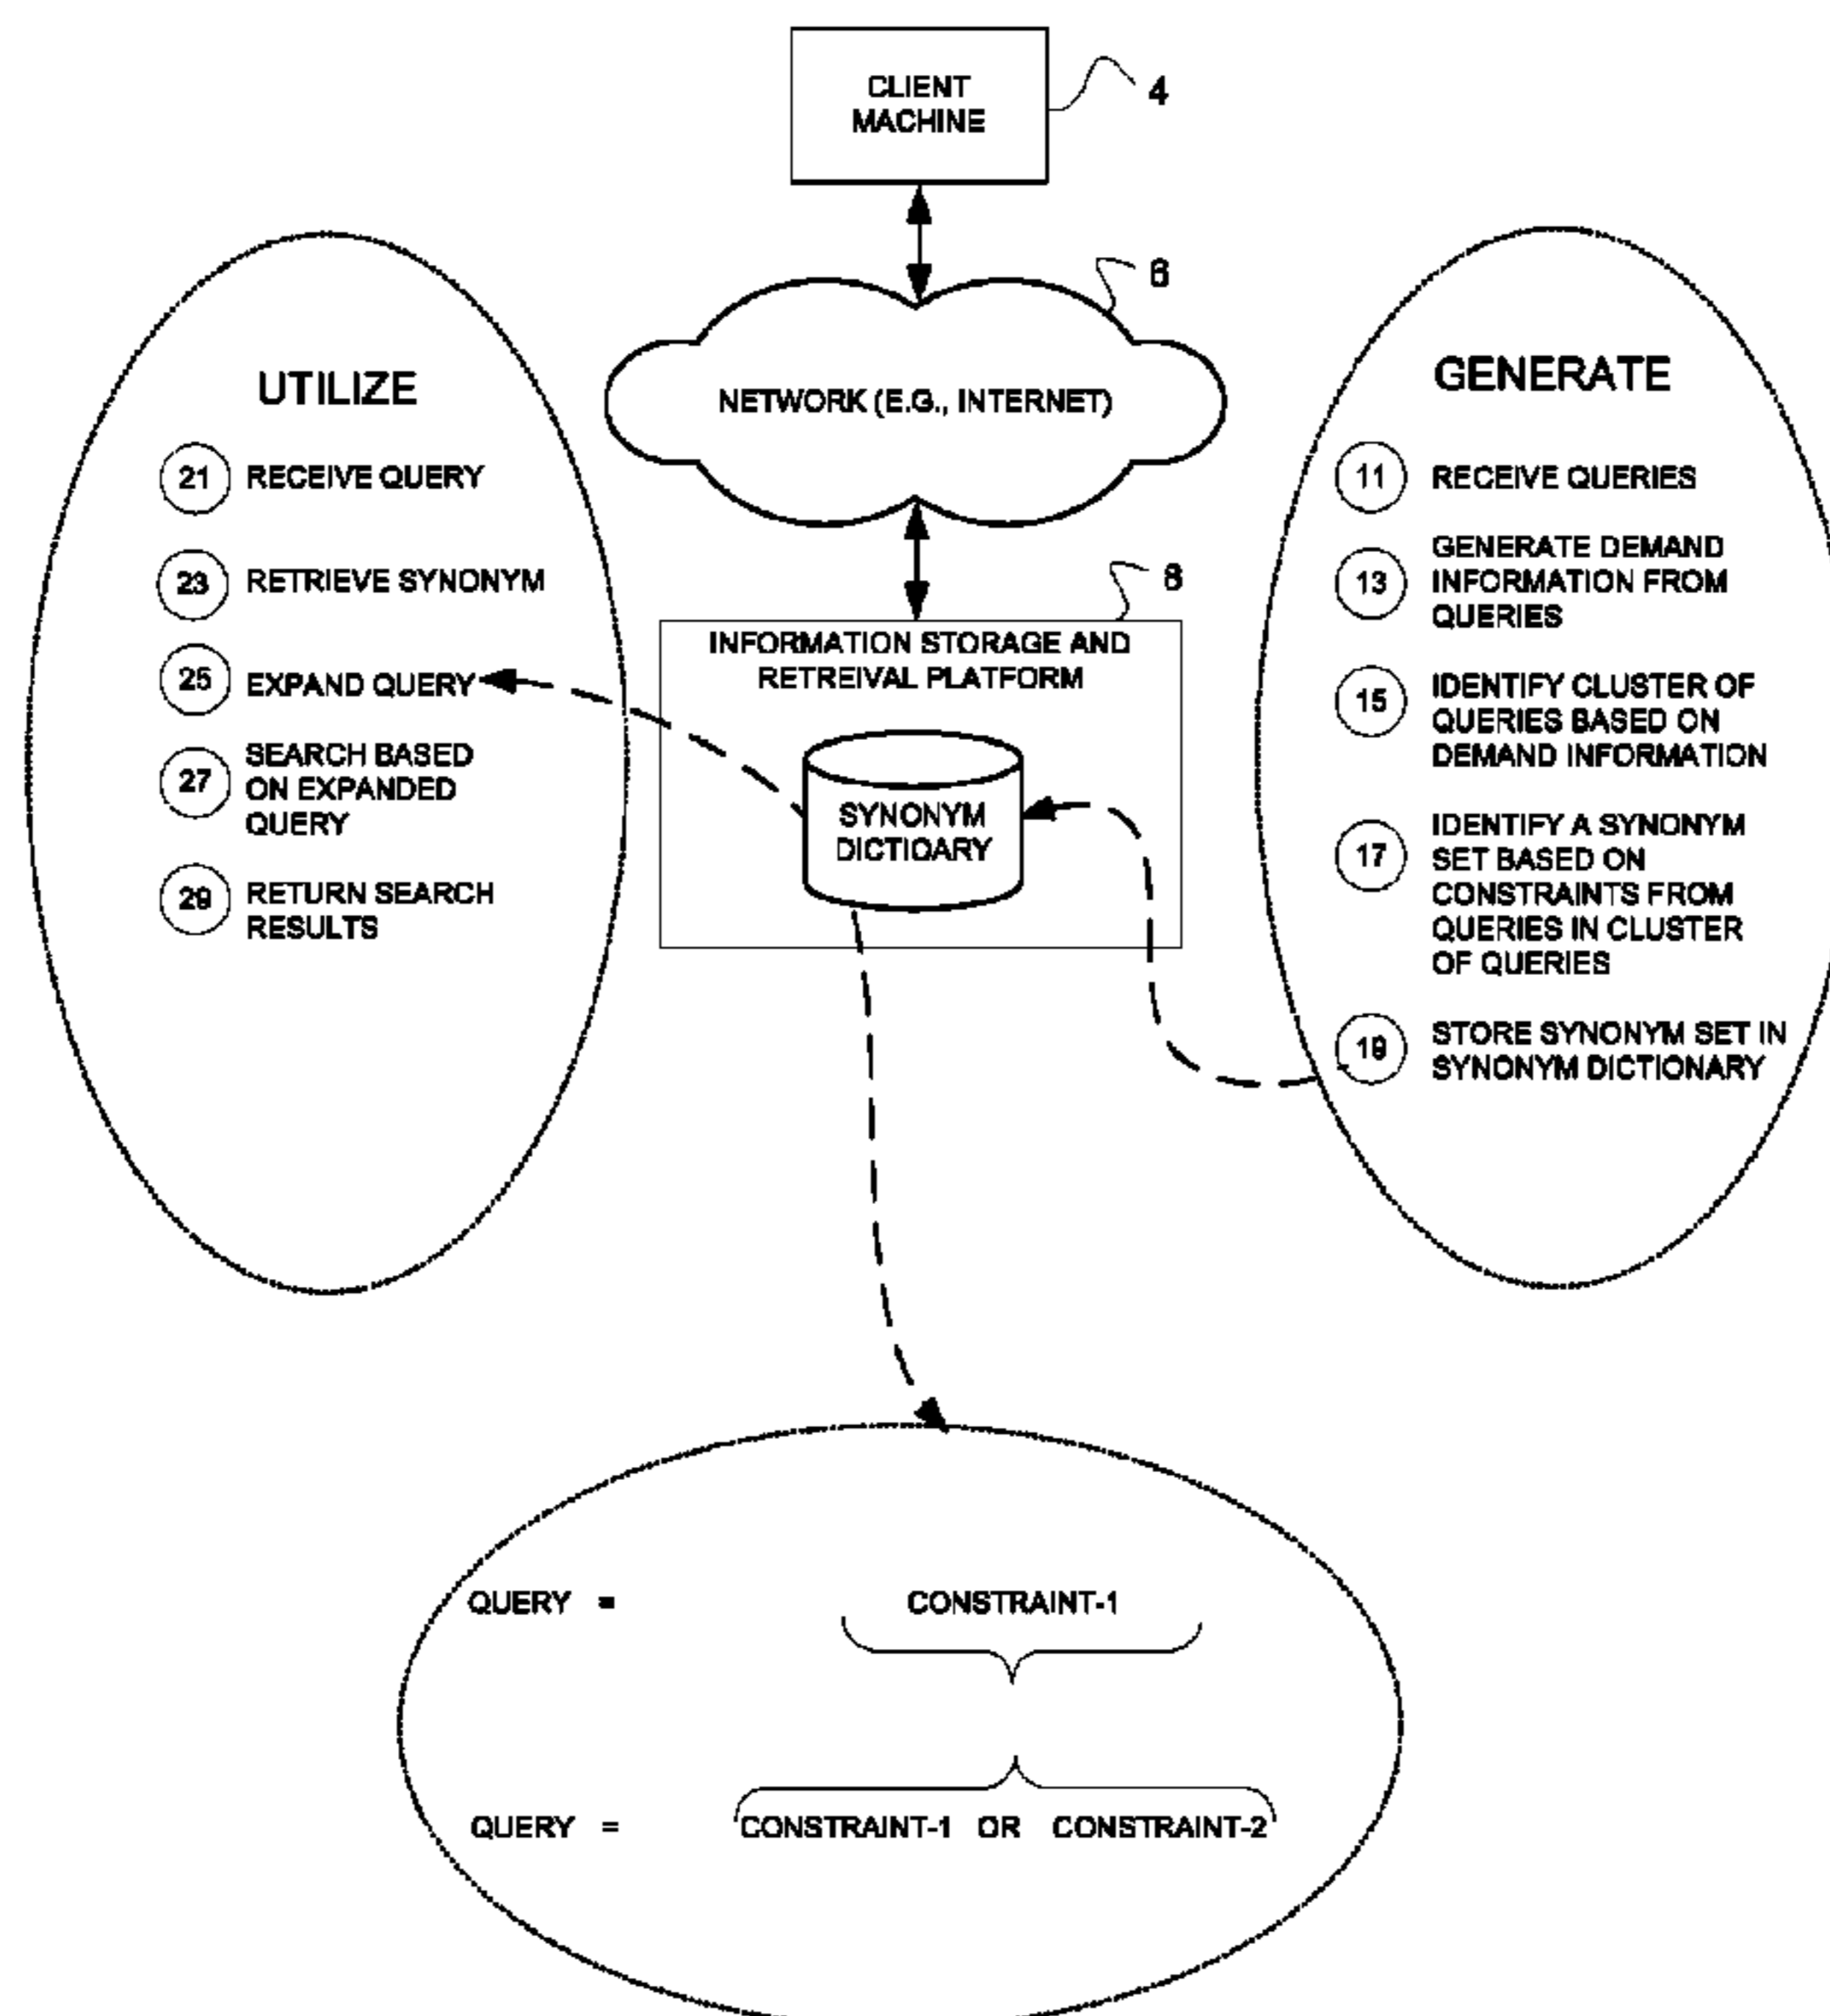 CLIENT
MACHINE
4
6
NETWORK (E.G., INTERNET)
8
INFORMATION STORAGE AND
RETREIVAL PLATFORM
SYNONYM
DICTIOARY
UTILIZE
21 RECEIVE QUERY
23 RETRIEVE SYNONYM
25 EXPAND QUERY
27 SEARCH BASED
ON EXPANDED
QUERY
29 RETURN SEARCH
RESULTS
GENERATE
11 RECEIVE QUERIES
13 GENERATE DEMAND
INFORMATION FROM
QUERIES
15 IDENTIFY CLUSTER OF
QUERIES BASED ON
DEMAND INFORMATION
17 IDENTIFY A SYNONYM
SET BASED ON
CONSTRAINTS FROM
QUERIES IN CLUSTER
OF QUERIES
19 STORE SYNONYM SET IN
SYNONYM DICTIONARY
QUERY = CONSTRAINT-1
QUERY = CONSTRAINT-1 OR CONSTRAINT-2